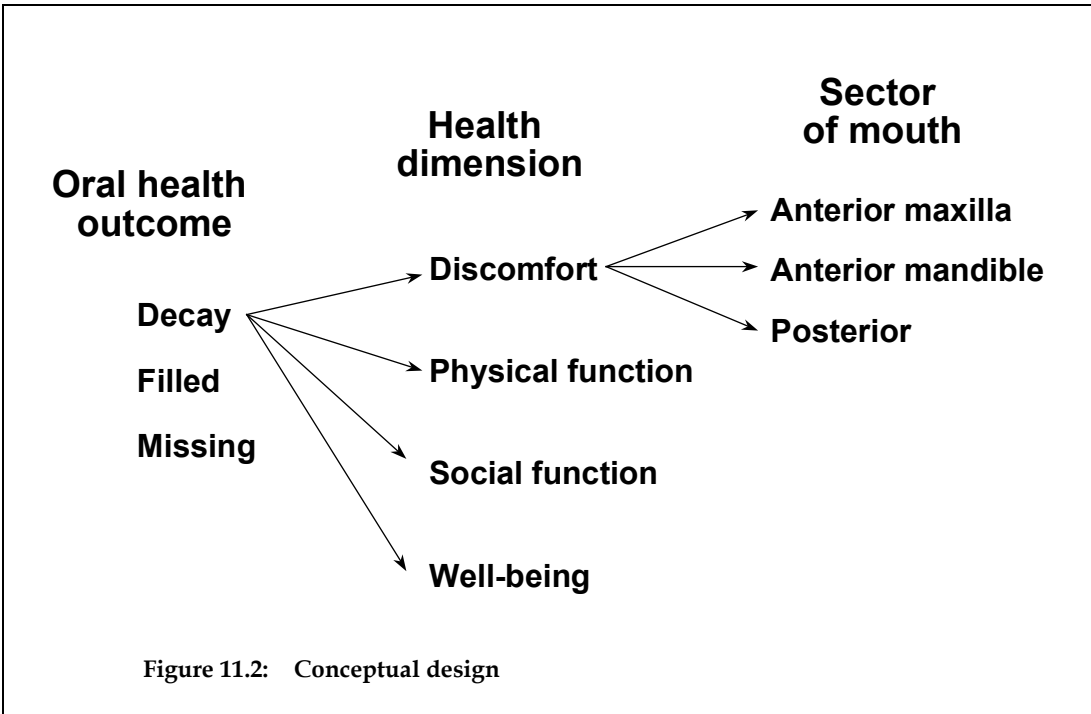 Oral health
outcome
Decay
Filled
Missing
Health
dimension
Discomfort
Physical function
Social function
Well-being
Sector
of mouth
Anterior maxilla
Anterior mandible
Posterior
Figure 11.2: Conceptual design